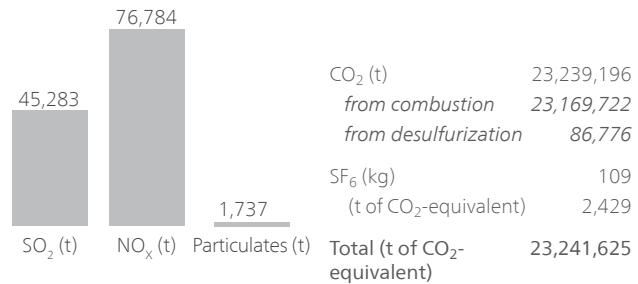 76,784
45,283
1,737
SO₂ (t) NOₓ (t) Particulates (t)
CO₂ (t) 23,239,196
from combustion 23,169,722
from desulfurization 86,776
SF₆ (kg) 109
(t of CO₂-equivalent) 2,429
Total (t of CO₂- 23,241,625
equivalent)